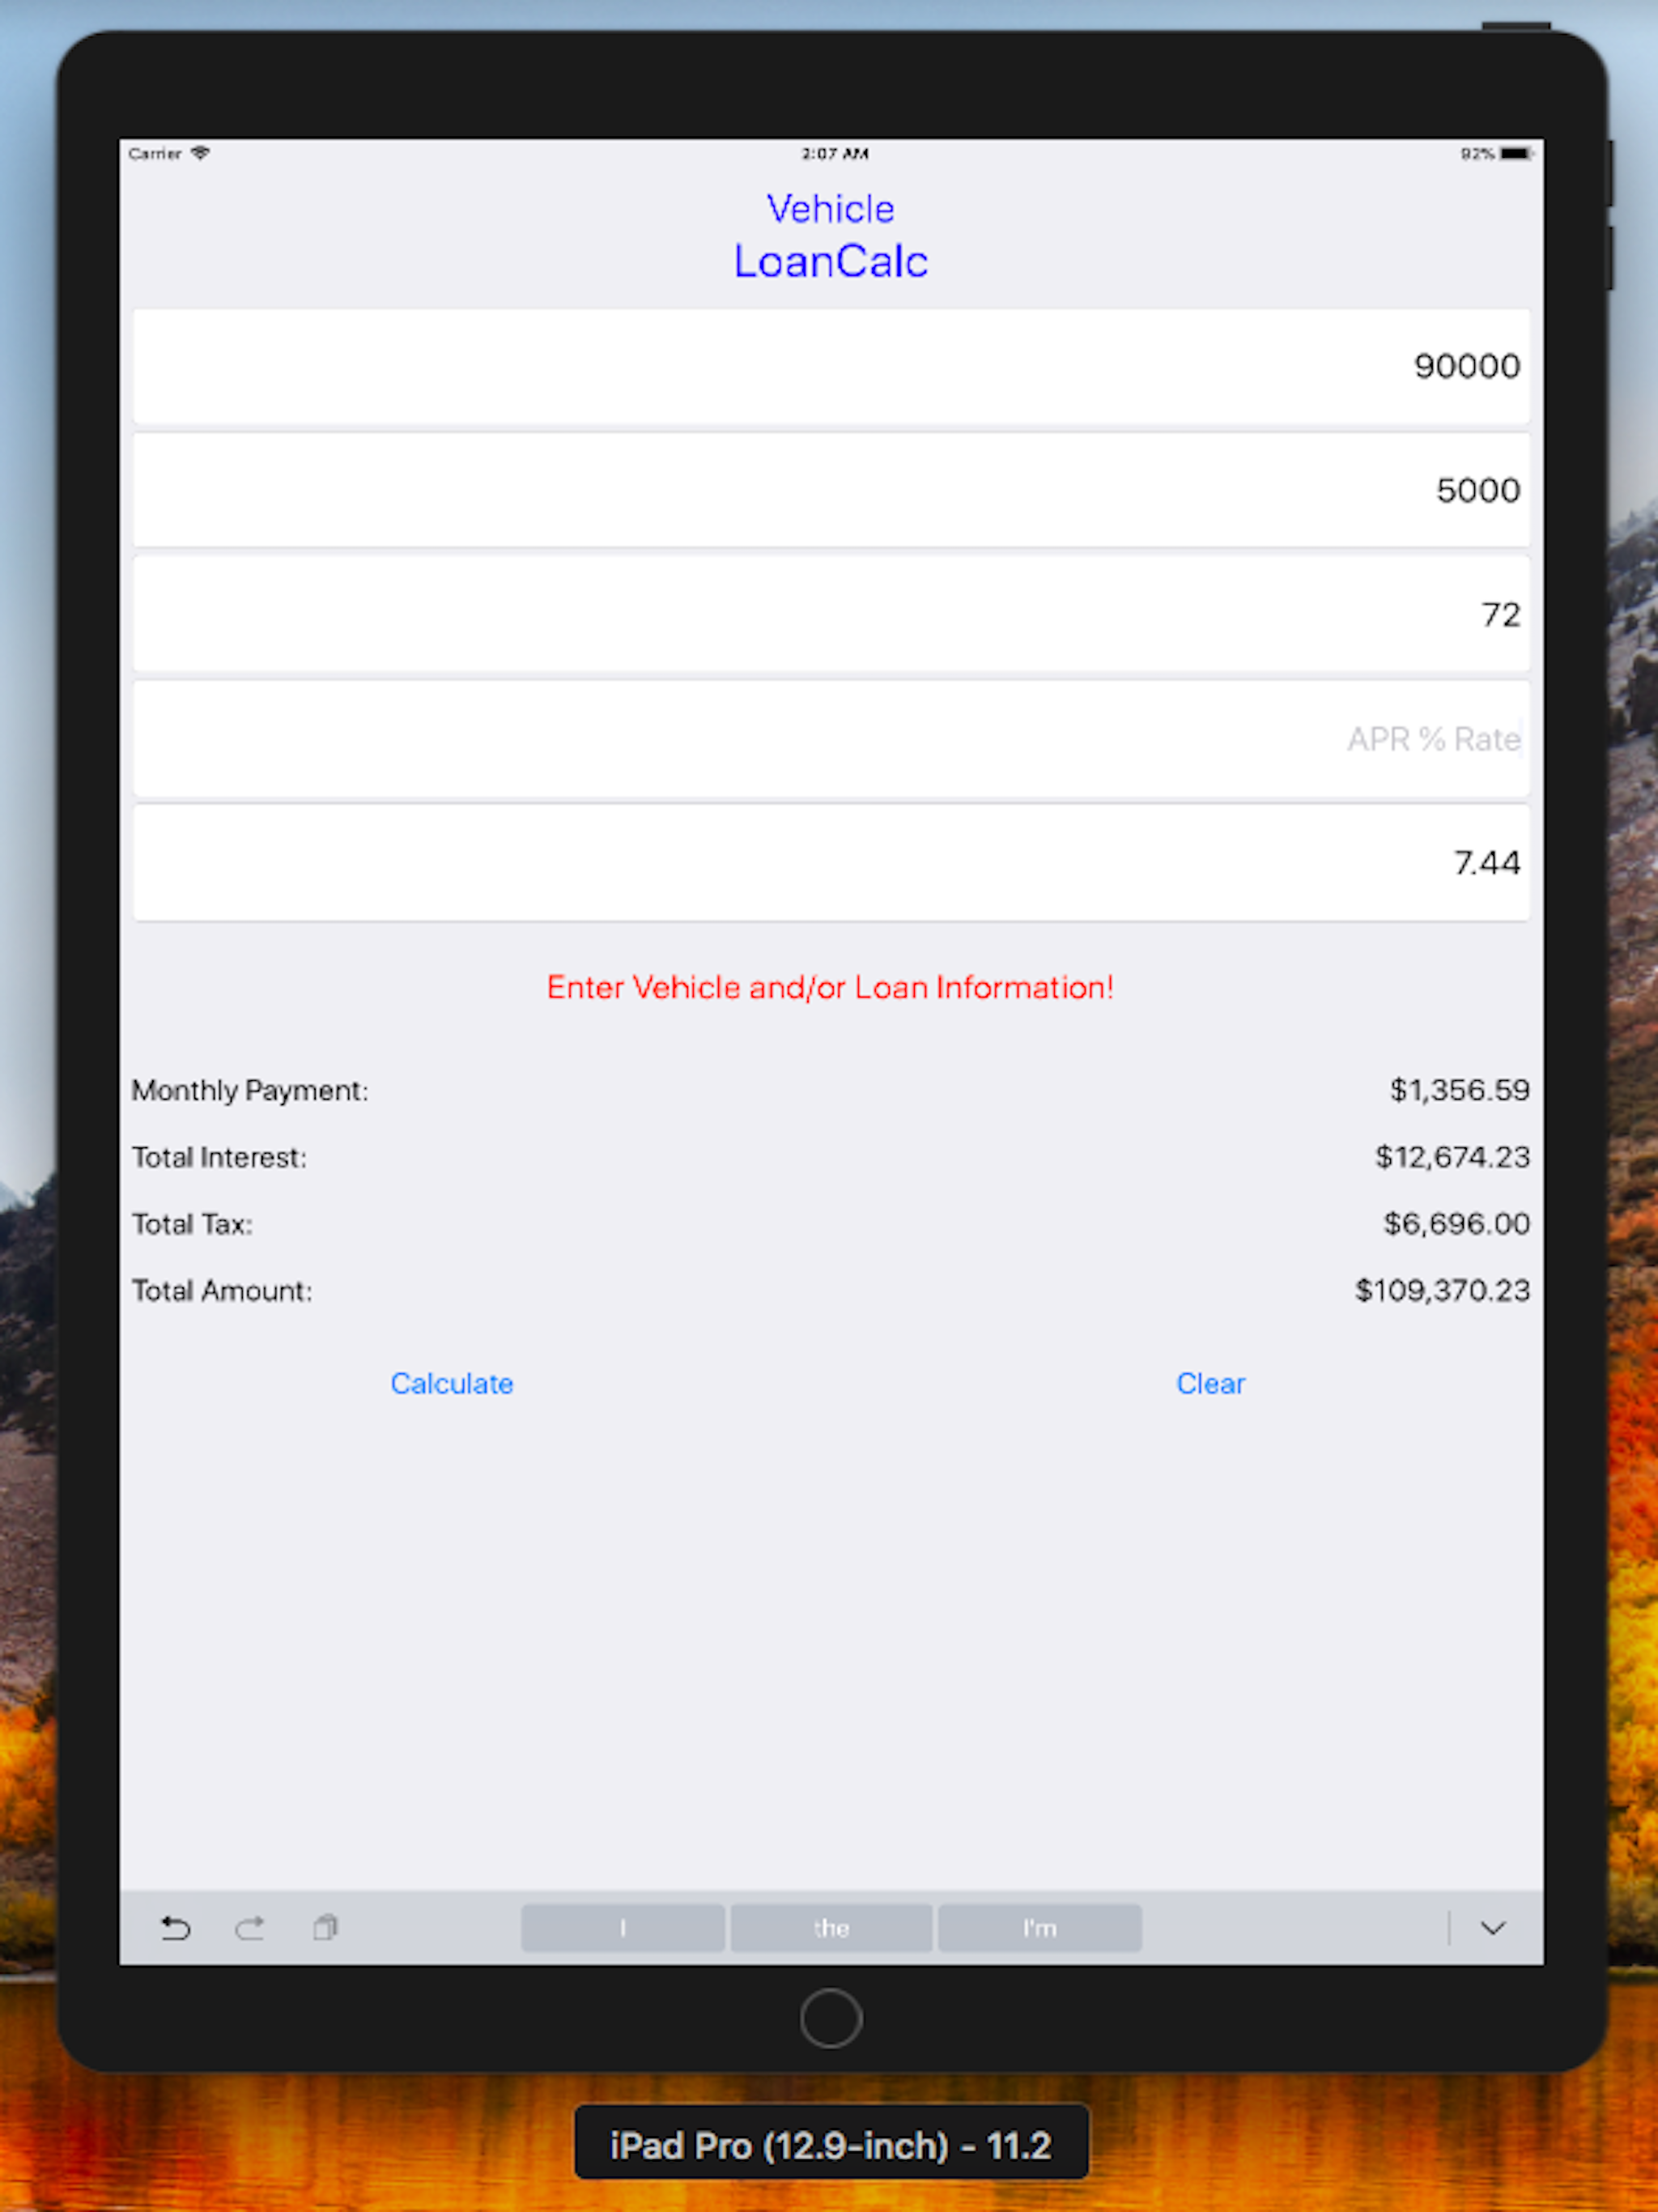 Carrier 2:07 AM 92%
Vehicle
LoanCalc
90000
5000
72
APR % Rate
7.44
Enter Vehicle and/or Loan Information!
Monthly Payment: $1,356.59
Total Interest: $12,674.23
Total Tax: $6,696.00
Total Amount: $109,370.23
Calculate Clear
I the I'm
iPad Pro (12.9-inch) - 11.2